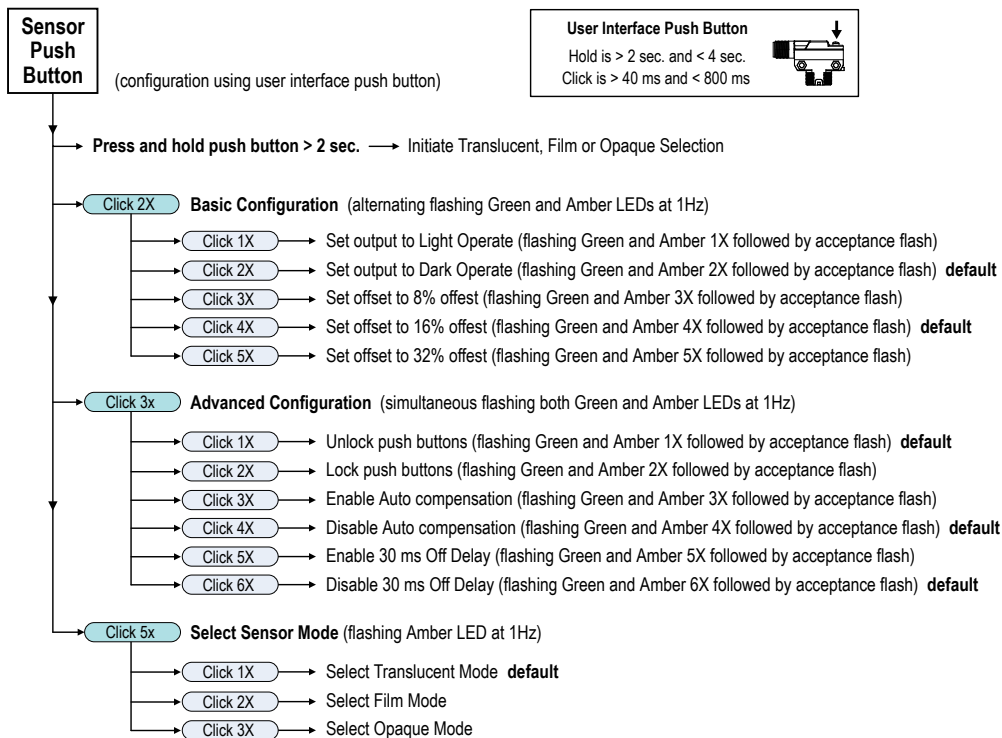 Sensor
Push
Button
(configuration using user interface push button)
User Interface Push Button
Hold is > 2 sec. and < 4 sec.
Click is > 40 ms and < 800 ms
Press and hold push button > 2 sec. Initiate Translucent, Film or Opaque Selection
Click 2X Basic Configuration (alternating flashing Green and Amber LEDs at 1Hz)
Click 1X Set output to Light Operate (flashing Green and Amber 1X followed by acceptance flash)
Click 2X Set output to Dark Operate (flashing Green and Amber 2X followed by acceptance flash) default
Click 3X Set offset to 8% offest (flashing Green and Amber 3X followed by acceptance flash)
Click 4X Set offset to 16% offest (flashing Green and Amber 4X followed by acceptance flash) default
Click 5X Set offset to 32% offest (flashing Green and Amber 5X followed by acceptance flash)
Click 3x Advanced Configuration (simultaneous flashing both Green and Amber LEDs at 1Hz)
Click 1X Unlock push buttons (flashing Green and Amber 1X followed by acceptance flash) default
Click 2X Lock push buttons (flashing Green and Amber 2X followed by acceptance flash)
Click 3X Enable Auto compensation (flashing Green and Amber 3X followed by acceptance flash)
Click 4X Disable Auto compensation (flashing Green and Amber 4X followed by acceptance flash) default
Click 5X Enable 30 ms Off Delay (flashing Green and Amber 5X followed by acceptance flash)
Click 6X Disable 30 ms Off Delay (flashing Green and Amber 6X followed by acceptance flash) default
Click 5x Select Sensor Mode (flashing Amber LED at 1Hz)
Click 1X Select Translucent Mode default
Click 2X Select Film Mode
Click 3X Select Opaque Mode